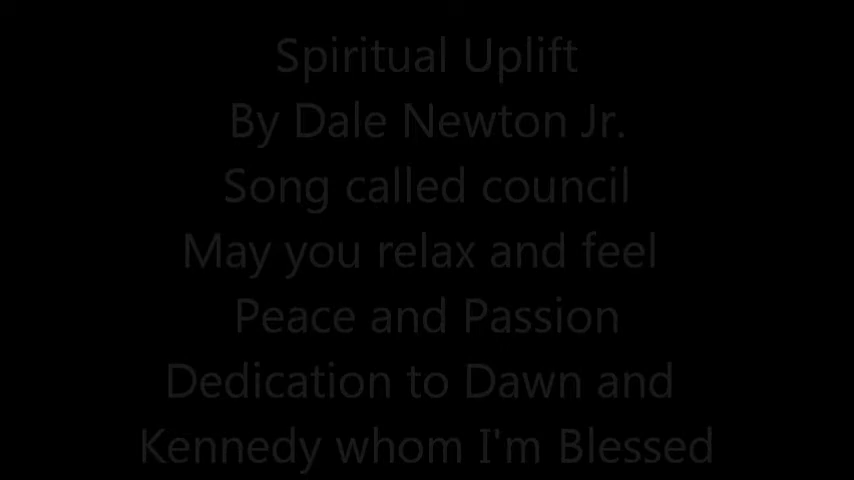 Spiritual Uplift
By Dale Newton Jr.
Song called council
May you relax and feel
Peace and Passion
Dedication to Dawn and
Kennedy whom I'm Blessed